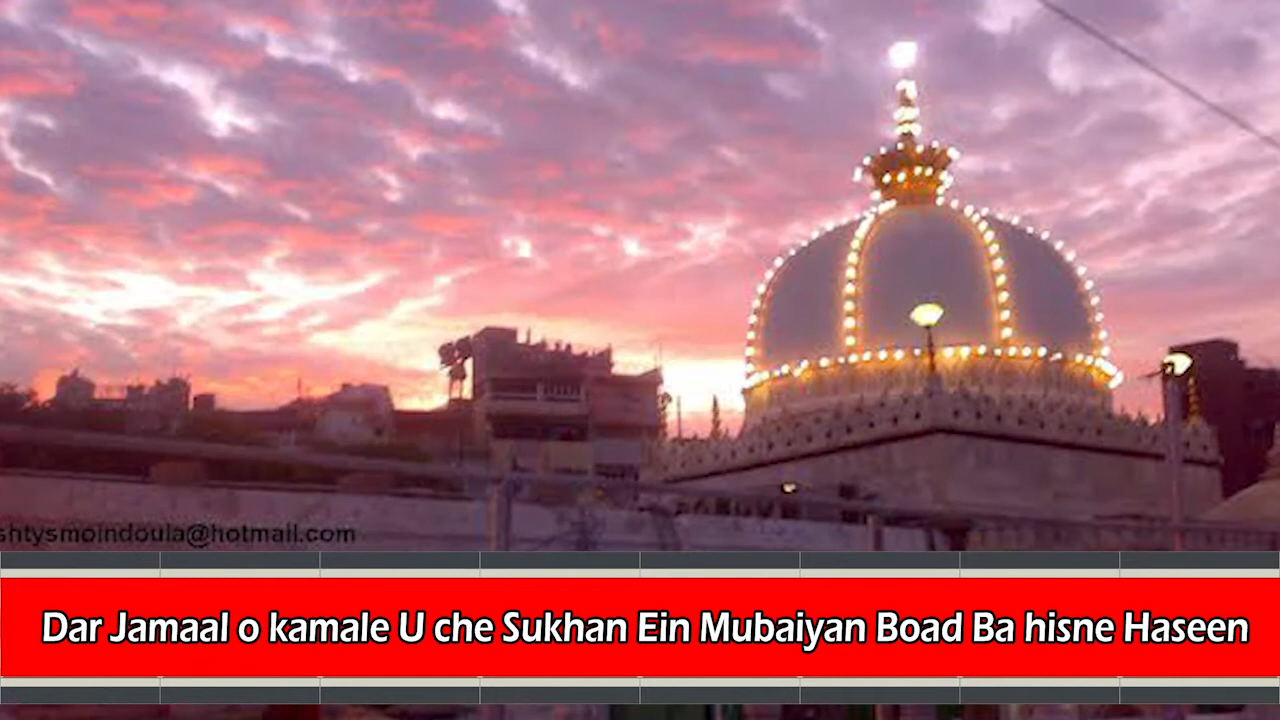 shtysmoindoula@hotmail.com
Dar Jamaal o kamale U che Sukhan Ein Mubaiyan Boad Ba hisne Haseen